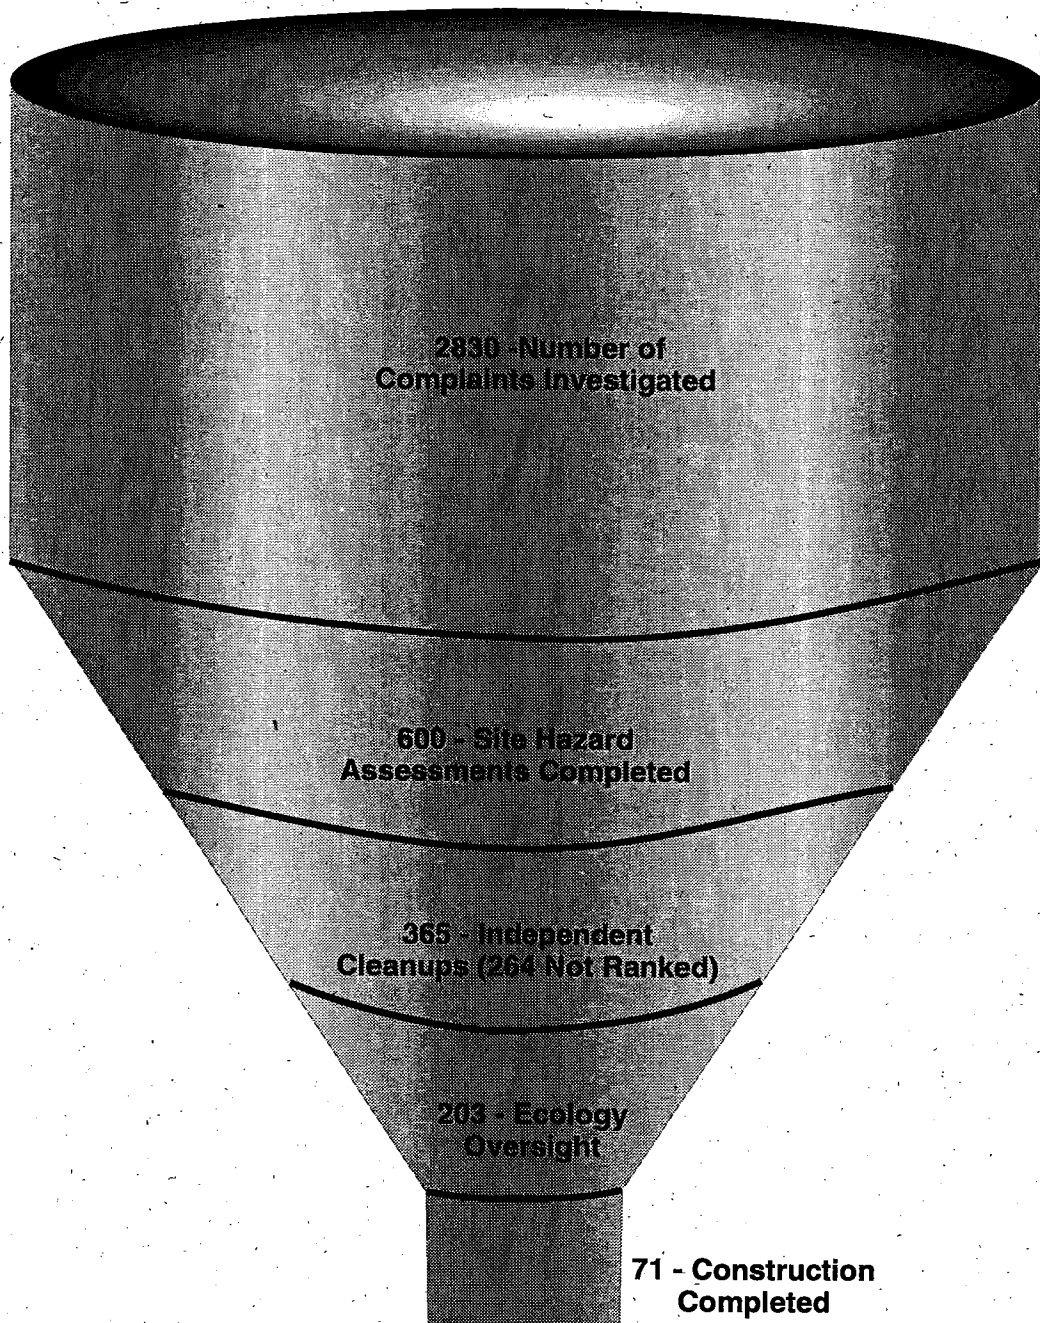 2830 -Number of
Complaints Investigated
600 - Site Hazard
Assessments Completed
365 - Independent
Cleanups (264 Not Ranked)
203 - Ecology
Oversight
71 - Construction
Completed